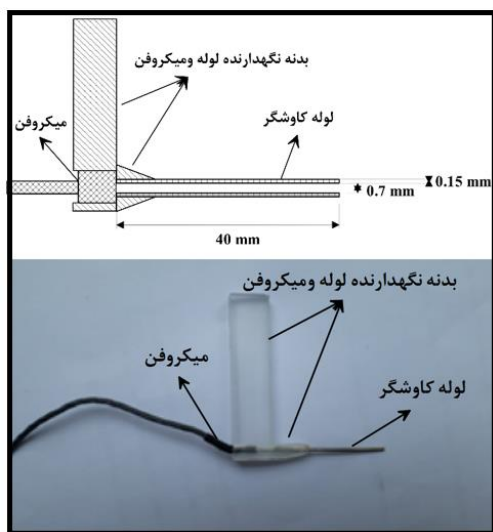 بدنه نگهدارنده لوله ومیکروفن
میکروفن
لوله کاوشگر
0.15 mm
0.7 mm
40 mm
بدنه نگهدارنده لوله ومیکروفن
میکروفن
لوله کاوشگر